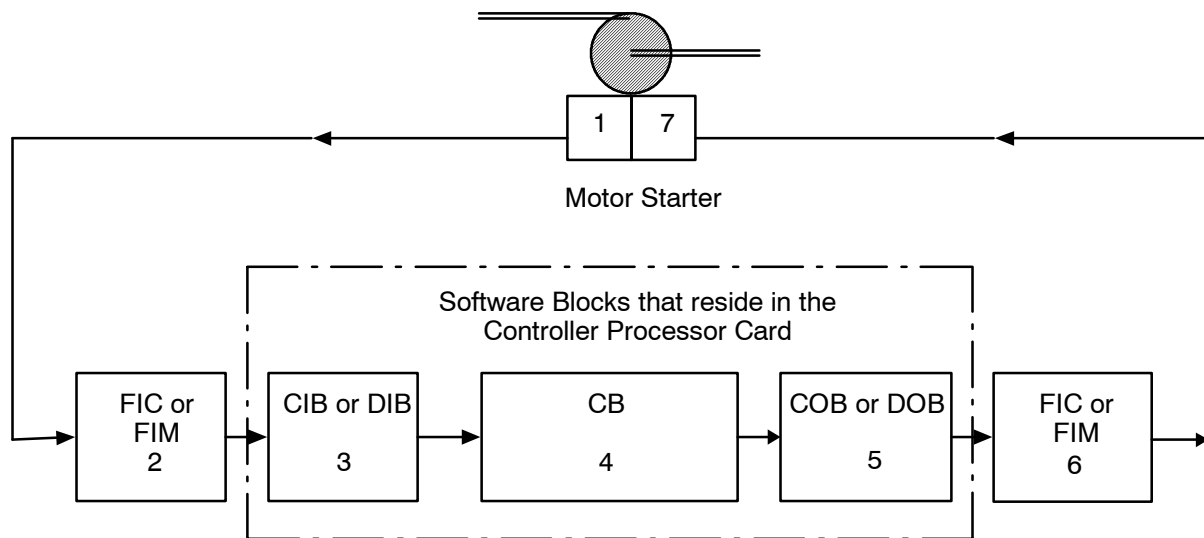 1 7
Motor Starter
Software Blocks that reside in the
Controller Processor Card
FIC or
FIM
2
CIB or DIB
3
CB
4
COB or DOB
5
FIC or
FIM
6